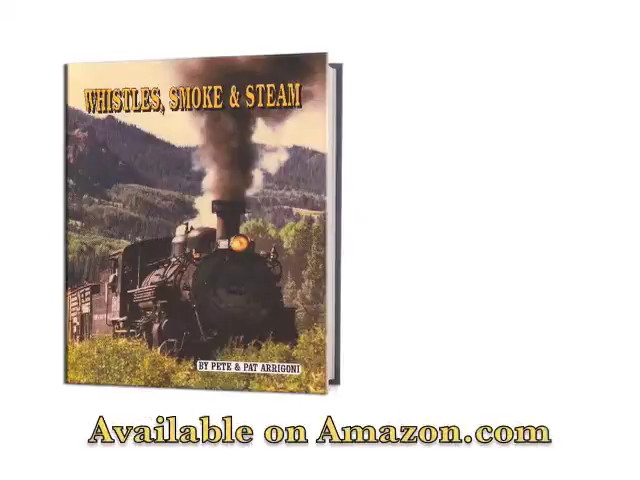 WHISTLES, SMOKE & STEAM
BY PETE & PAT ARRIGONI
Available on Amazon.com